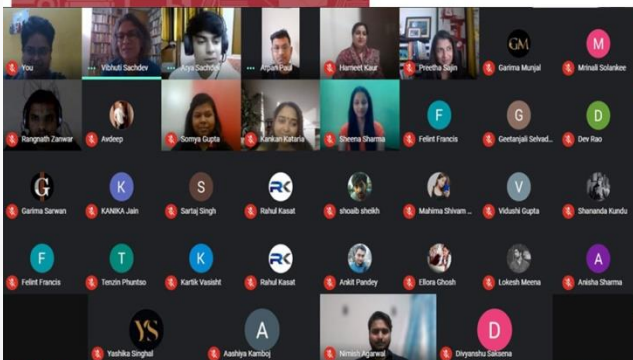 You
Vibhuti Sachdev
Arya Sachdev
Arpan Paul
Harneet Kaur
Preetha Sajin
GM
Garima Munjal
M
Mrinali Solankee
Rangnath Zanwar
Avdeep
Somya Gupta
Kankan Kataria
Sheena Sharma
F
Felint Francis
G
Geetanjali Selvad...
D
Dev Rao
G
Garima Sarwan
K
KANIKA Jain
S
Sartaj Singh
RK
Rahul Kasat
shoaib sheikh
Mahima Shivam ...
V
Vidushi Gupta
Shananda Kundu
F
Felint Francis
T
Tenzin Phuntso
K
Kartik Vasisht
RK
Rahul Kasat
Ankit Pandey
Ellora Ghosh
Lokesh Meena
A
Anisha Sharma
YS
Yashika Singhal
A
Aashiya Kamboj
Nimish Agarwal
D
Divyanshu Saksena